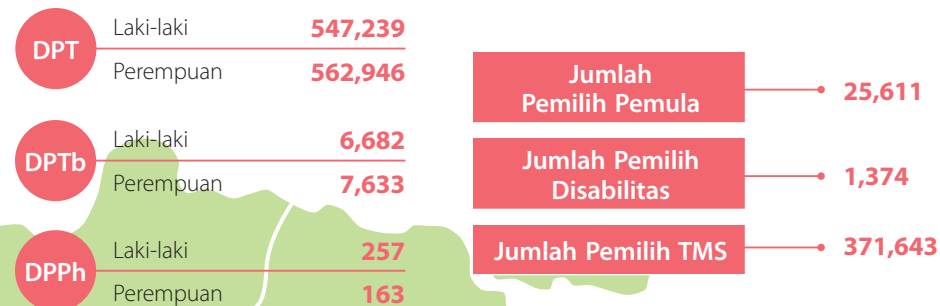 DPT
Laki-laki 547,239
Perempuan 562,946
DPTb
Laki-laki 6,682
Perempuan 7,633
DPPh
Laki-laki 257
Perempuan 163
Jumlah
Pemilih Pemula
25,611
Jumlah Pemilih
Disabilitas
1,374
Jumlah Pemilih TMS 371,643